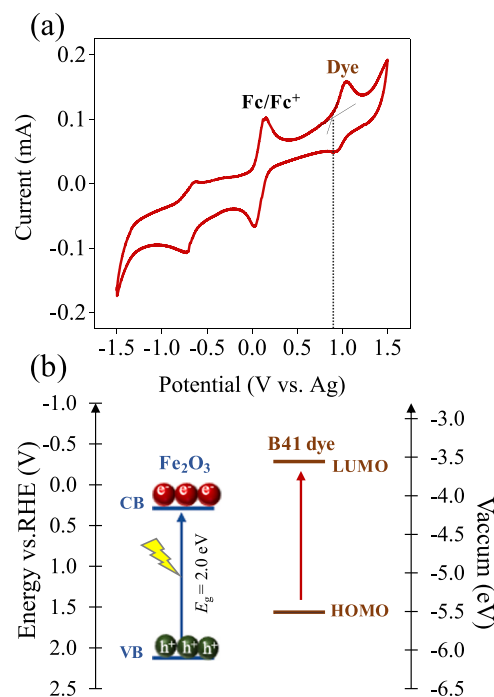 (a)
Dye
Fc/Fc⁺
0.2
0.1
0.0
-0.1
-0.2
Current (mA)
-1.5 -1.0 -0.5 0.0 0.5 1.0 1.5
Potential (V vs. Ag)
(b)
-1.0
-0.5
0.0
0.5
1.0
1.5
2.0
2.5
Energy vs.RHE (V)
Fe₂O₃
CB
e⁻ e⁻ e⁻
E₉ = 2.0 eV
VB
h⁺ h⁺ h⁺
B41 dye
LUMO
HOMO
-3.0
-3.5
-4.0
-4.5
-5.0
-5.5
-6.0
-6.5
Vaccum (eV)